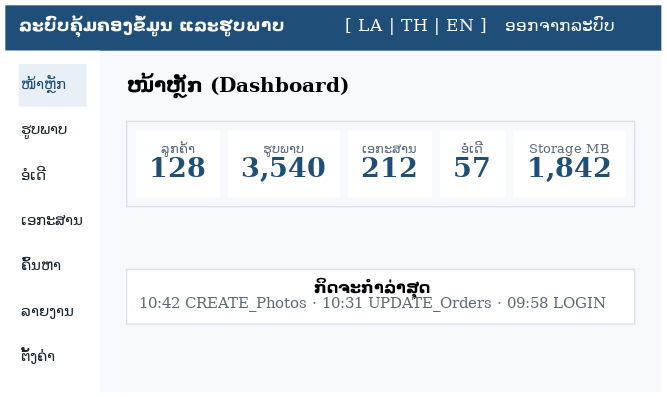 ລະບົບຄຸ້ມຄອງຂໍ້ມູນ ແລະຮູບພາບ [ LA | TH | EN ] ອອກຈາກລະບົບ
ໜ້າຫຼັກ
ຮູບພາບ
ອໍເດີ
ເອກະສານ
ຄົ້ນຫາ
ລາຍງານ
ຕັ້ງຄ່າ
ໜ້າຫຼັກ (Dashboard)
ລູກຄ້າ ຮູບພາບ ເອກະສານ ອໍເດີ Storage MB
128 3,540 212 57 1,842
ກິດຈະກຳລ່າສຸດ
10:42 CREATE_Photos · 10:31 UPDATE_Orders · 09:58 LOGIN